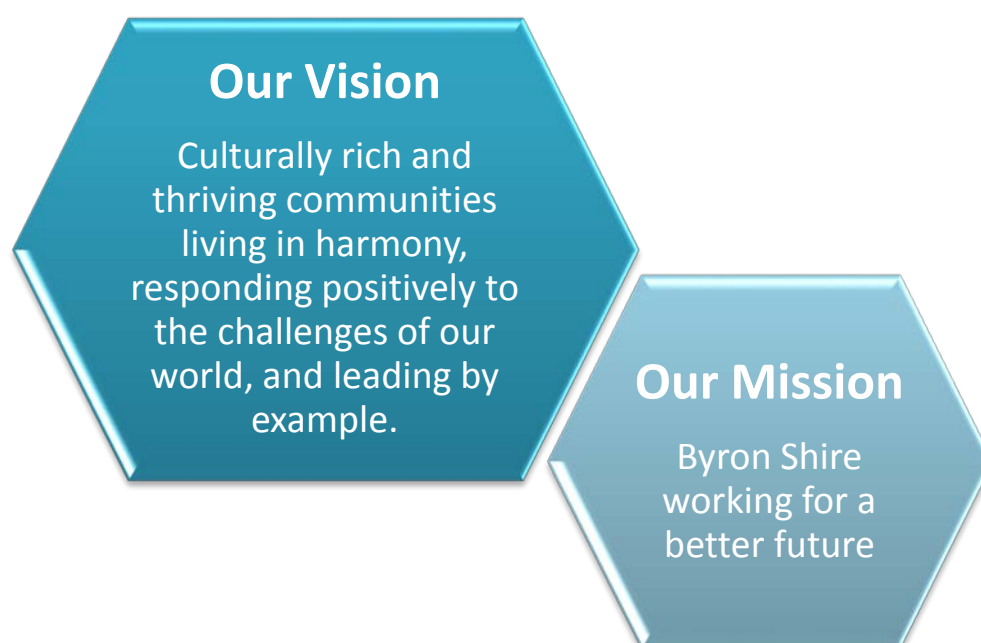 Our Vision
Culturally rich and
thriving communities
living in harmony,
responding positively to
the challenges of our
world, and leading by
example.
Our Mission
Byron Shire
working for a
better future